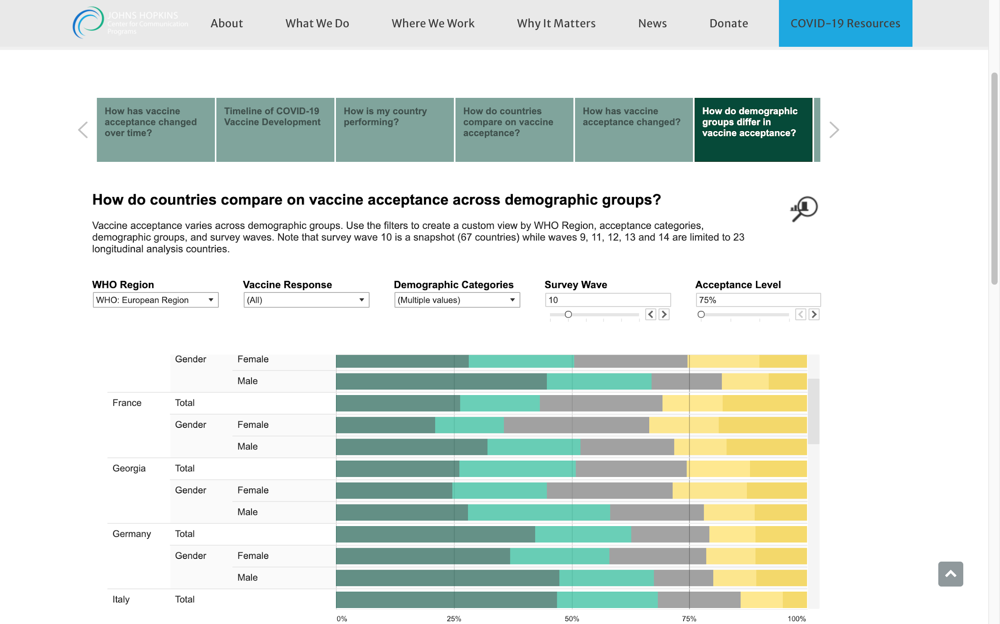 JOHNS HOPKINS
Center for Communication
Programs
About
What We Do
Where We Work
Why It Matters
News
Donate
COVID-19 Resources
How has vaccine
acceptance changed
over time?
Timeline of COVID-19
Vaccine Development
How is my country
performing?
How do countries
compare on vaccine
acceptance?
How has vaccine
acceptance changed?
How do demographic
groups differ in
vaccine acceptance?
How do countries compare on vaccine acceptance across demographic groups?
Vaccine acceptance varies across demographic groups. Use the filters to create a custom view by WHO Region, acceptance categories,
demographic groups, and survey waves. Note that survey wave 10 is a snapshot (67 countries) while waves 9, 11, 12, 13 and 14 are limited to 23
longitudinal analysis countries.
WHO Region
WHO: European Region
Vaccine Response
(All)
Demographic Categories
(Multiple values)
Survey Wave
10
Acceptance Level
75%
Gender Female
Male
France Total
Gender Female
Male
Georgia Total
Gender Female
Male
Germany Total
Gender Female
Male
Italy Total
0% 25% 50% 75% 100%